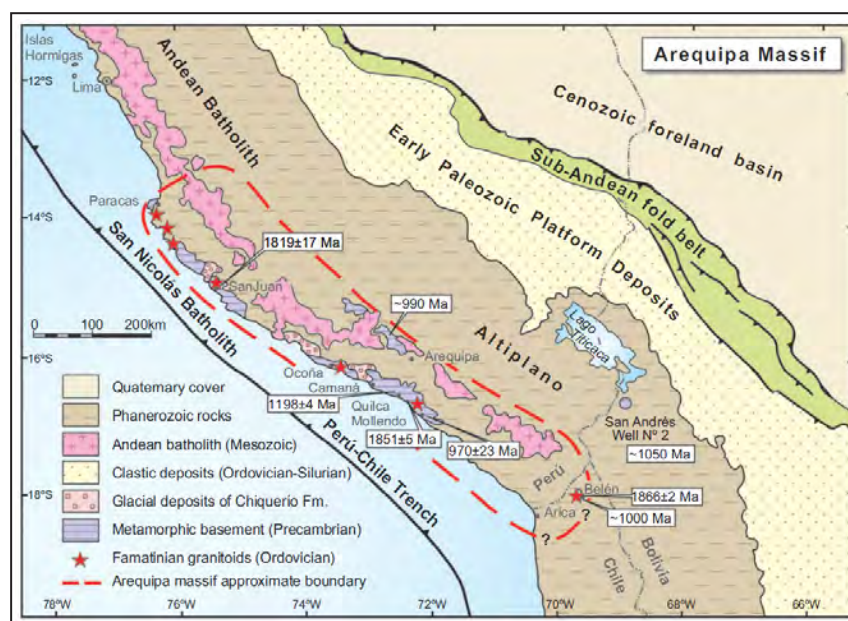 Arequipa Massif
Islas
Hormigas
Lima
12°S
14°S
16°S
18°S
Andean Batholith
Cenozoic foreland basin
Sub-Andean fold belt
Early Paleozoic Platform Deposits
Paracas
1819±17 Ma
San Juan
San Nicolás Batholith
~990 Ma
Altiplano
Lago
Titicaca
Arequipa
0 100 200km
Ocoña
Camaná
1198±4 Ma
Quilca
Mollendo
1851±5 Ma
970±23 Ma
San Andrés
Well Nº 2
~1050 Ma
Perú-Chile Trench
Perú
Belén
1866±2 Ma
Arica
~1000 Ma
?
?
Bolivia
Chile
Quaternary cover
Phanerozoic rocks
Andean batholith (Mesozoic)
Clastic deposits (Ordovician-Silurian)
Glacial deposits of Chiquerío Fm.
Metamorphic basement (Precambrian)
Famatinian granitoids (Ordovician)
Arequipa massif approximate boundary
78°W 76°W 74°W 72°W 70°W 68°W 66°W